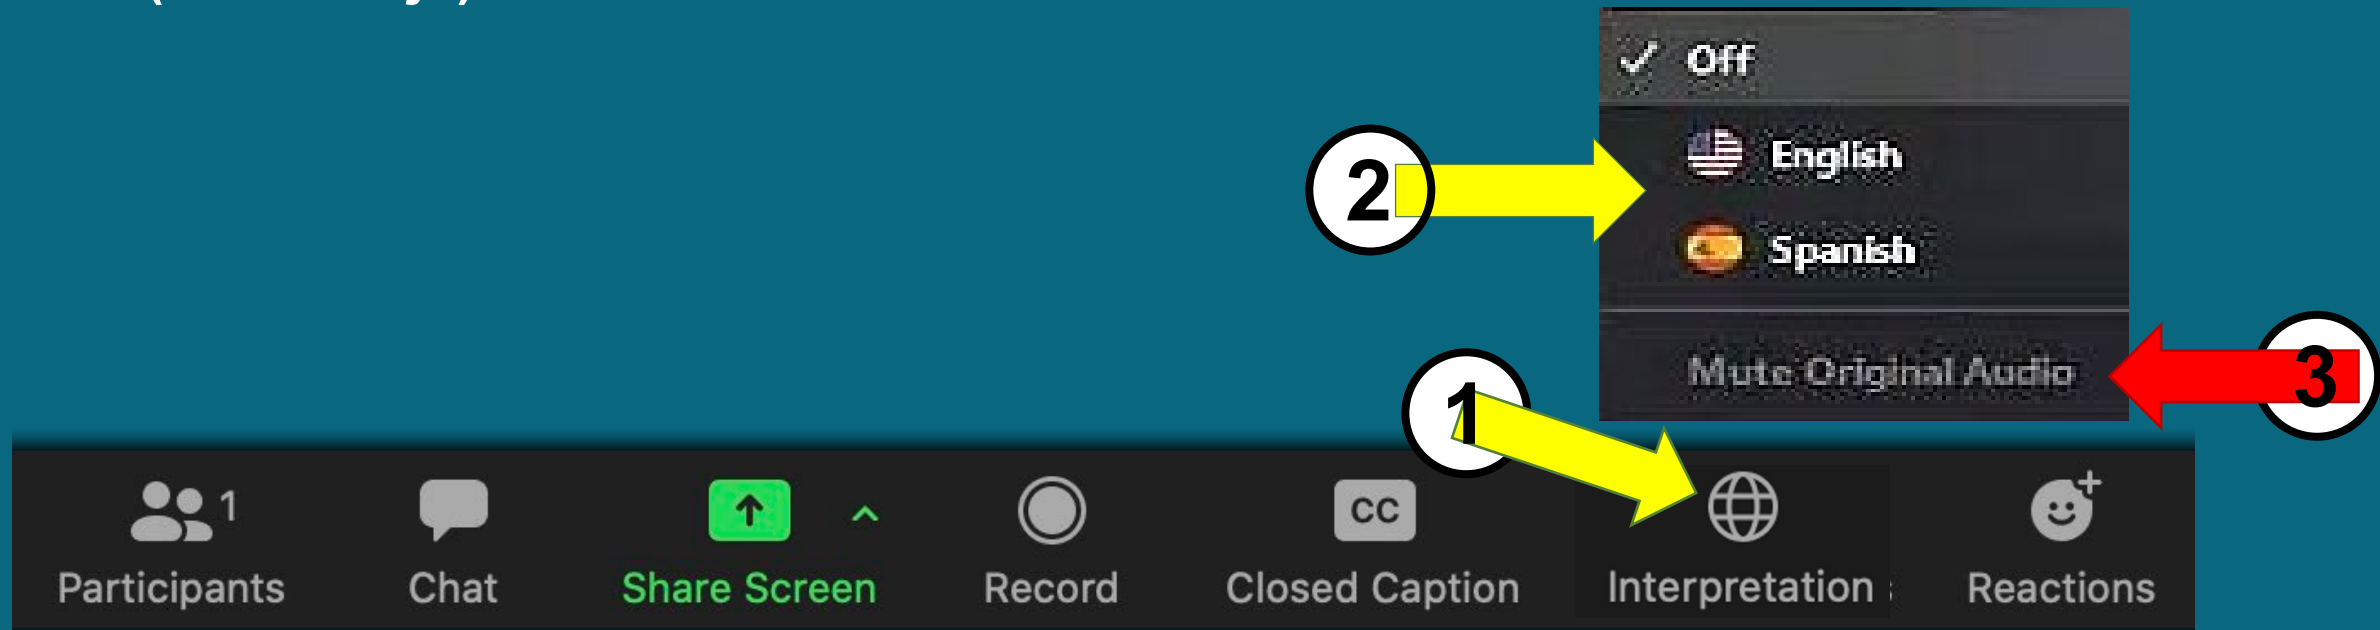 Off
English
2
Spanish
Mute Original Audio
3
1
1
CC
Participants
Chat
Share Screen
Record
Closed Caption
Interpretation
Reactions